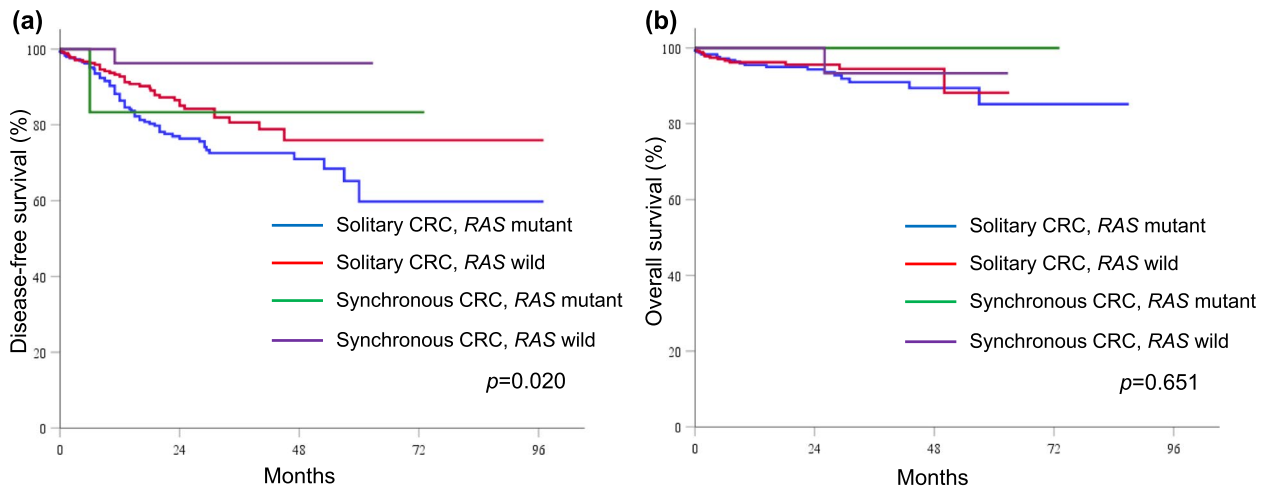 (a)
Disease-free survival (%)
100
80
60
40
20
0
0 24 48 72 96
Months
Solitary CRC, RAS mutant
Solitary CRC, RAS wild
Synchronous CRC, RAS mutant
Synchronous CRC, RAS wild
p=0.020
(b)
Overall survival (%)
100
80
60
40
20
0
0 24 48 72 96
Months
Solitary CRC, RAS mutant
Solitary CRC, RAS wild
Synchronous CRC, RAS mutant
Synchronous CRC, RAS wild
p=0.651